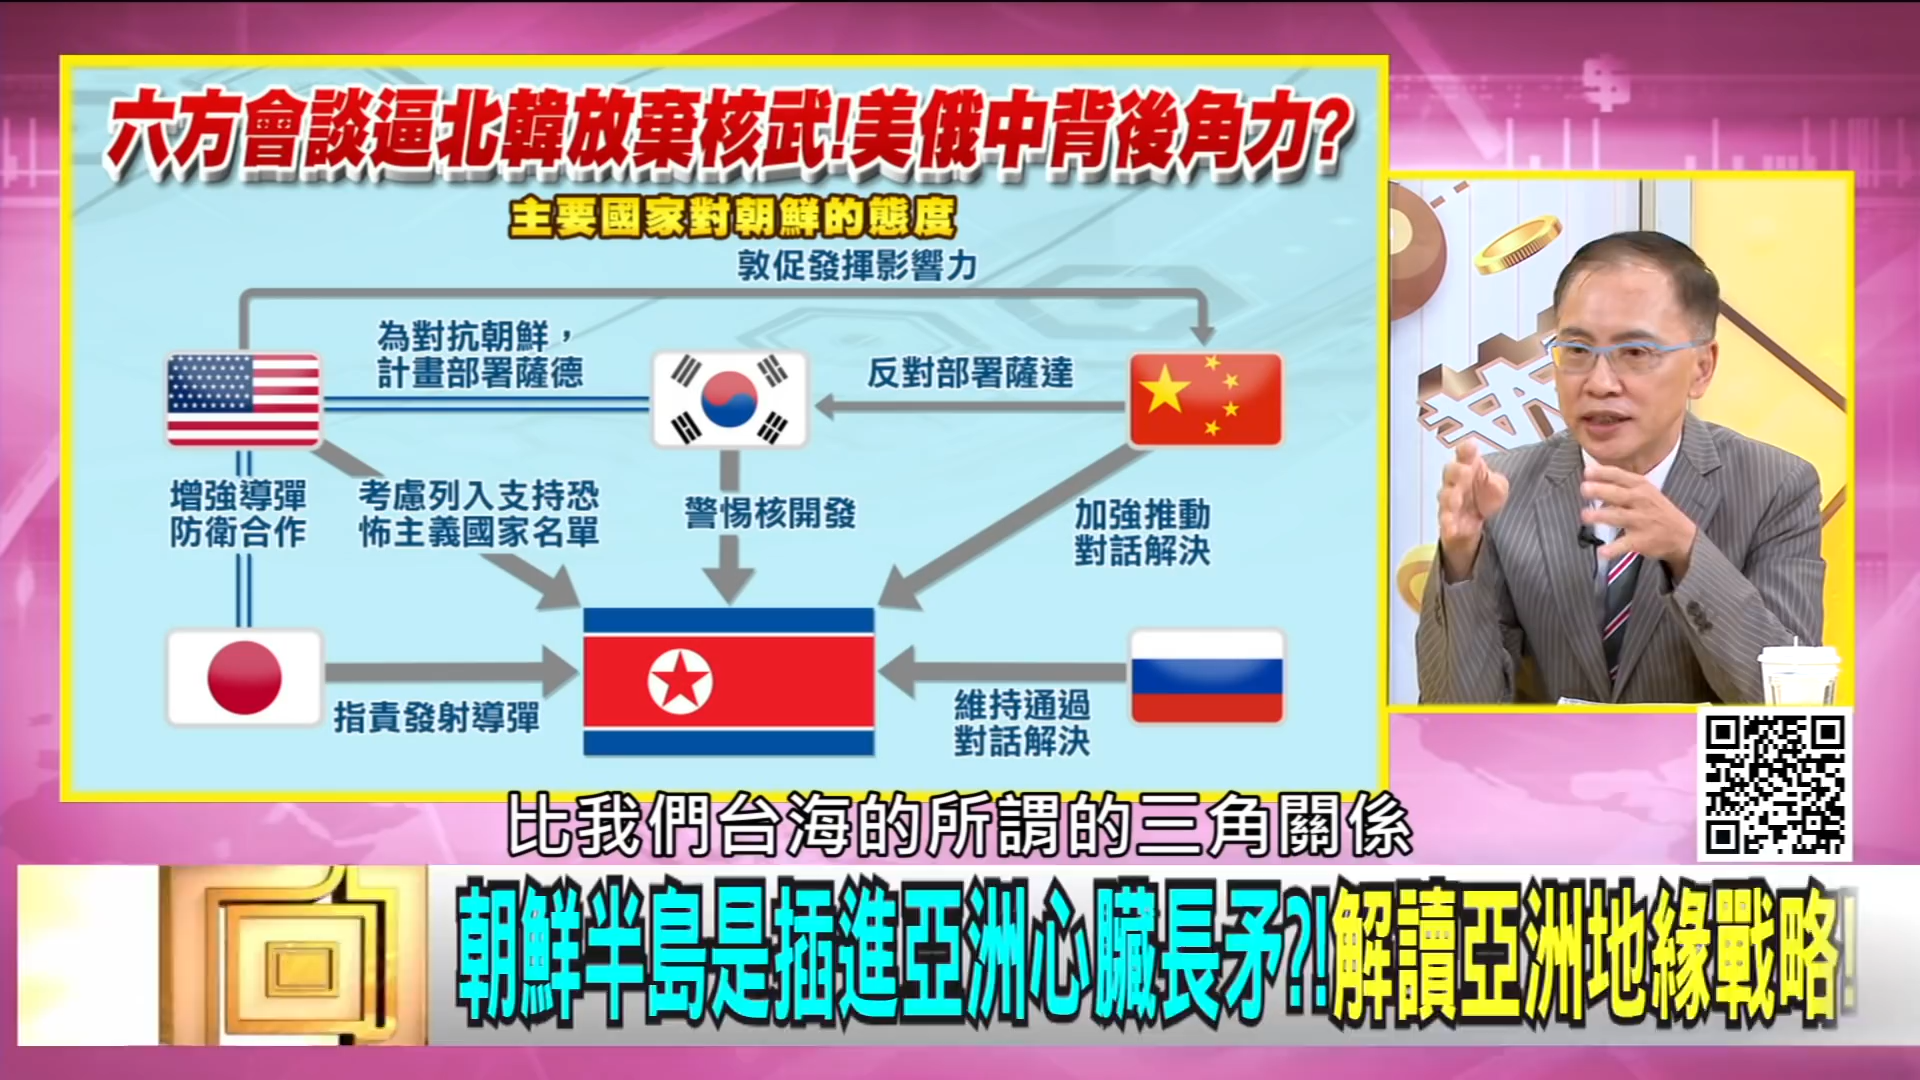 六方會談逼北韓放棄核武!美俄中背後角力?
主要國家對朝鮮的態度
敦促發揮影響力
為對抗朝鮮，
計畫部署薩德
反對部署薩達
增強導彈
防衛合作
考慮列入支持恐
怖主義國家名單
警惕核開發
加強推動
對話解決
指責發射導彈
維持通過
對話解決
比我們台海的所謂的三角關係
朝鮮半島是插進亞洲心臟長矛?!解讀亞洲地緣戰略!